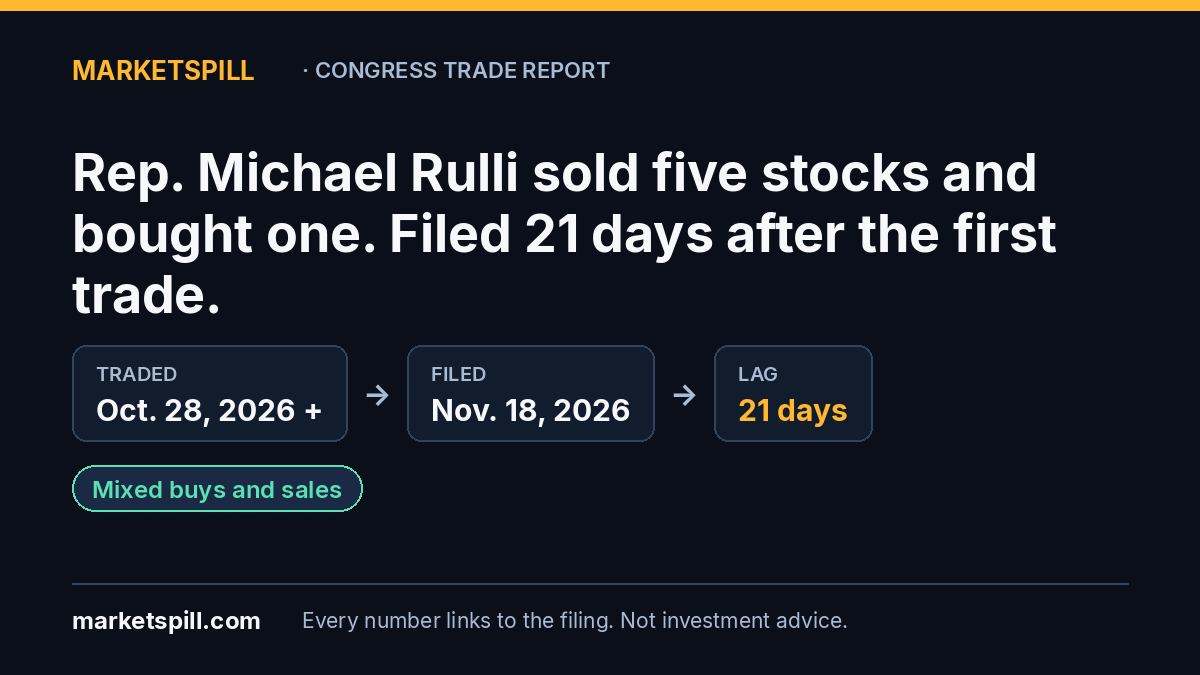 MARKETSPILL · CONGRESS TRADE REPORT
Rep. Michael Rulli sold five stocks and
bought one. Filed 21 days after the first
trade.
TRADED
Oct. 28, 2026 +
→
FILED
Nov. 18, 2026
→
LAG
21 days
Mixed buys and sales
marketspill.com Every number links to the filing. Not investment advice.